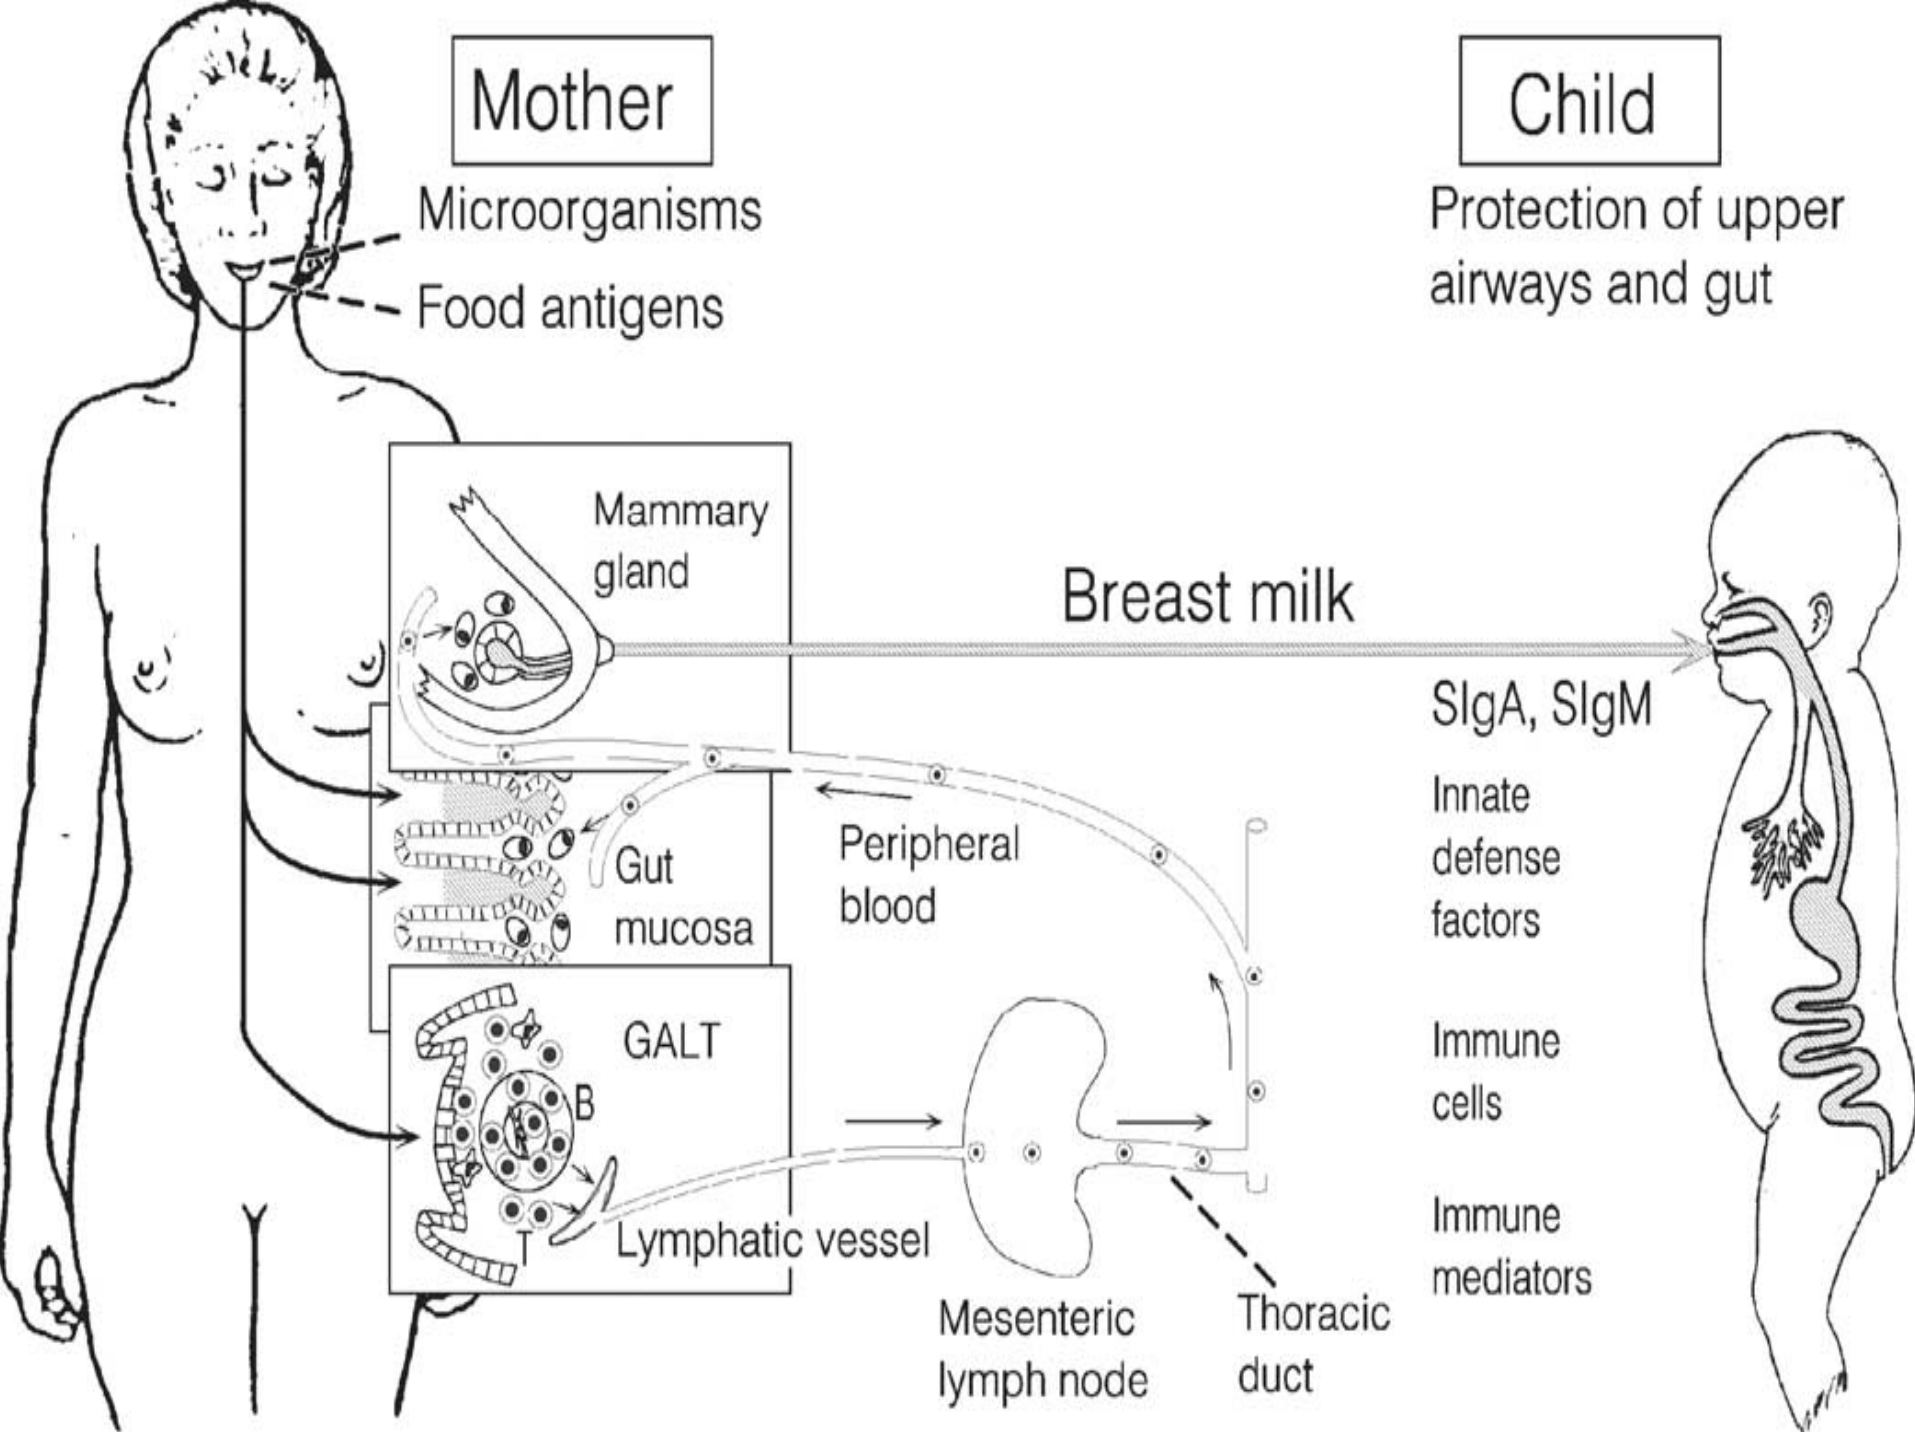 Mother
Microorganisms
Food antigens
Child
Protection of upper
airways and gut
Mammary
gland
Breast milk
SIgA, SIgM
Innate
defense
factors
Immune
cells
Immune
mediators
Peripheral
blood
Gut
mucosa
GALT
B
T
Lymphatic vessel
Mesenteric
lymph node
Thoracic
duct